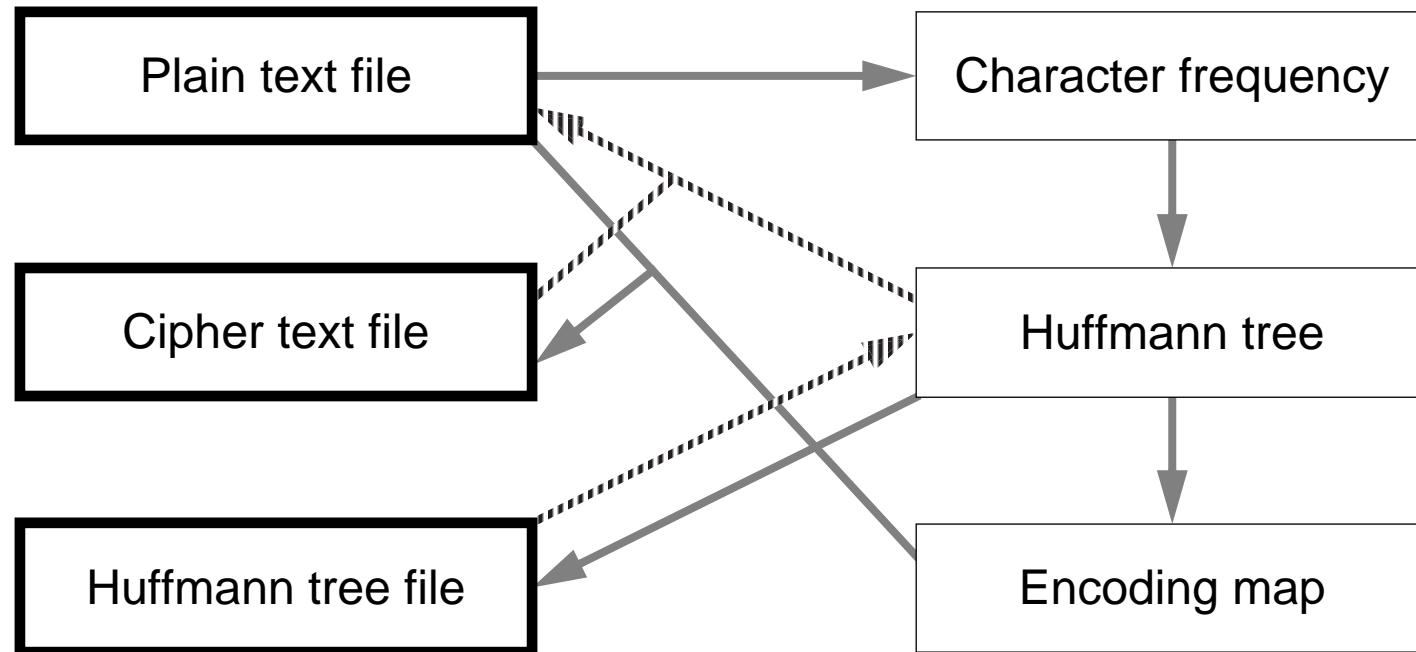 Plain text file
Character frequency
Cipher text file
Huffmann tree
Huffmann tree file
Encoding map